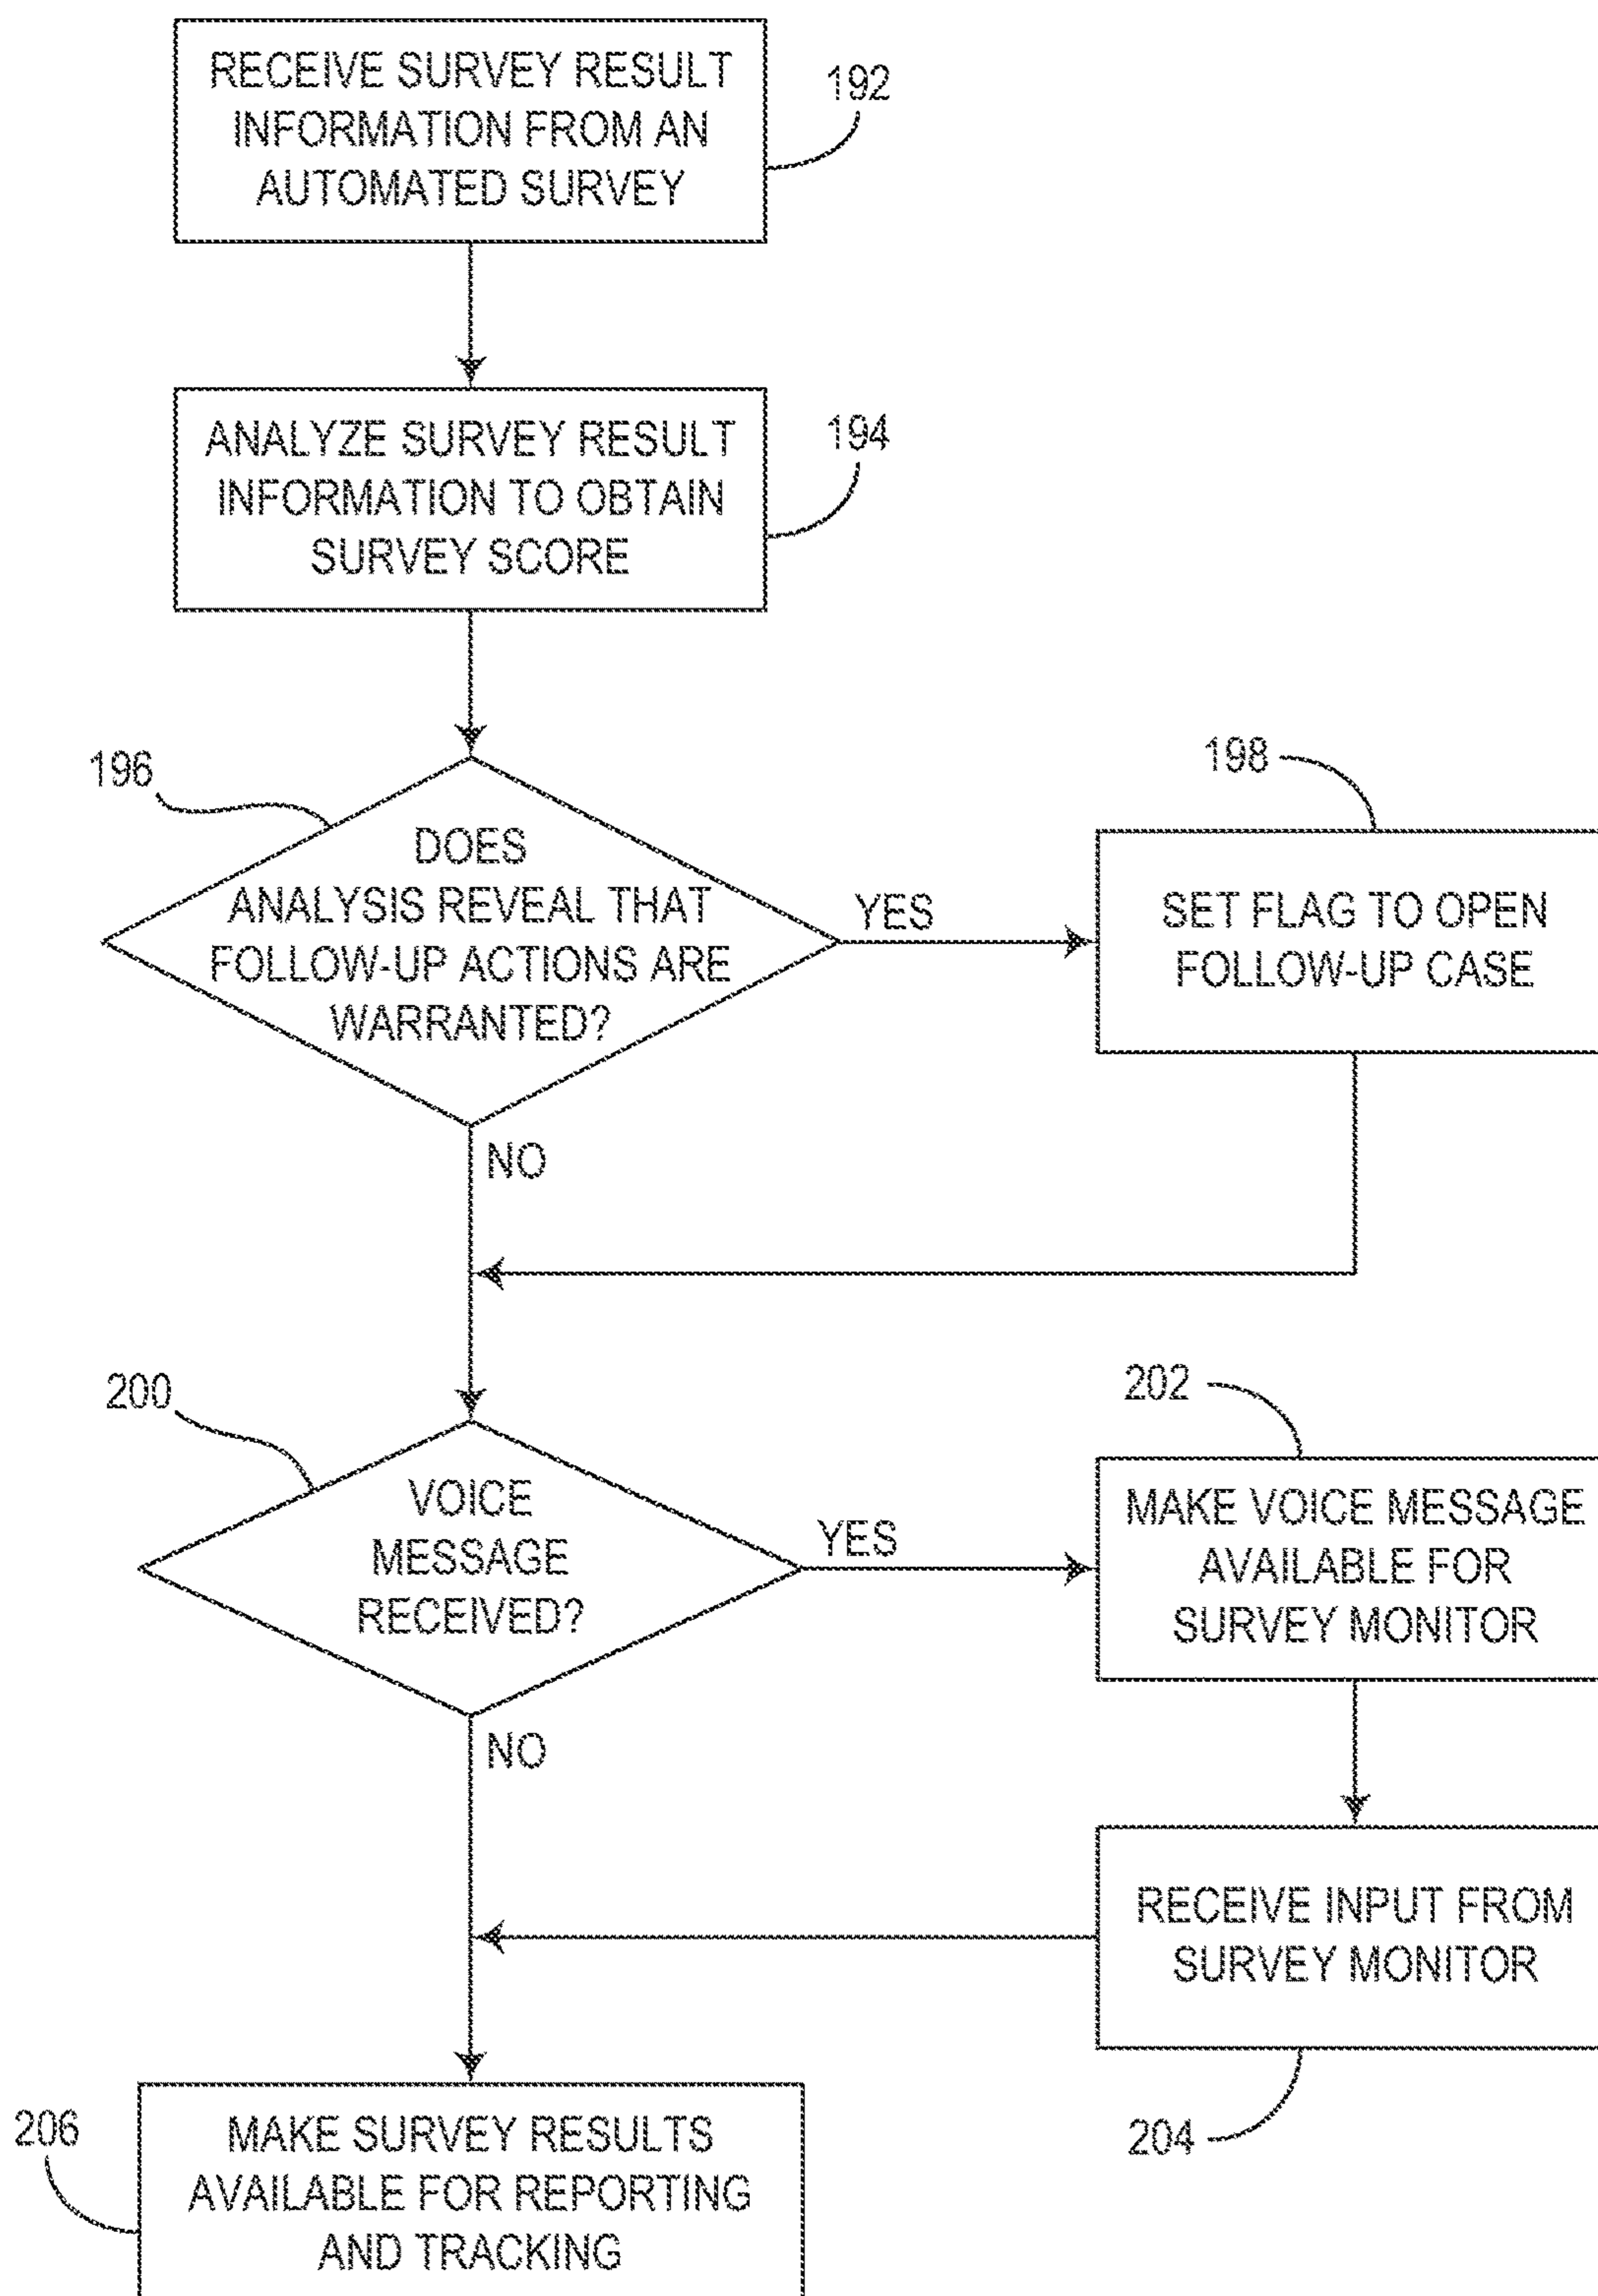 RECEIVE SURVEY RESULT
INFORMATION FROM AN
AUTOMATED SURVEY
192
ANALYZE SURVEY RESULT
INFORMATION TO OBTAIN
SURVEY SCORE
194
196
DOES
ANALYSIS REVEAL THAT
FOLLOW-UP ACTIONS ARE
WARRANTED?
YES
NO
198
SET FLAG TO OPEN
FOLLOW-UP CASE
200
VOICE
MESSAGE
RECEIVED?
YES
NO
202
MAKE VOICE MESSAGE
AVAILABLE FOR
SURVEY MONITOR
RECEIVE INPUT FROM
SURVEY MONITOR
204
206
MAKE SURVEY RESULTS
AVAILABLE FOR REPORTING
AND TRACKING